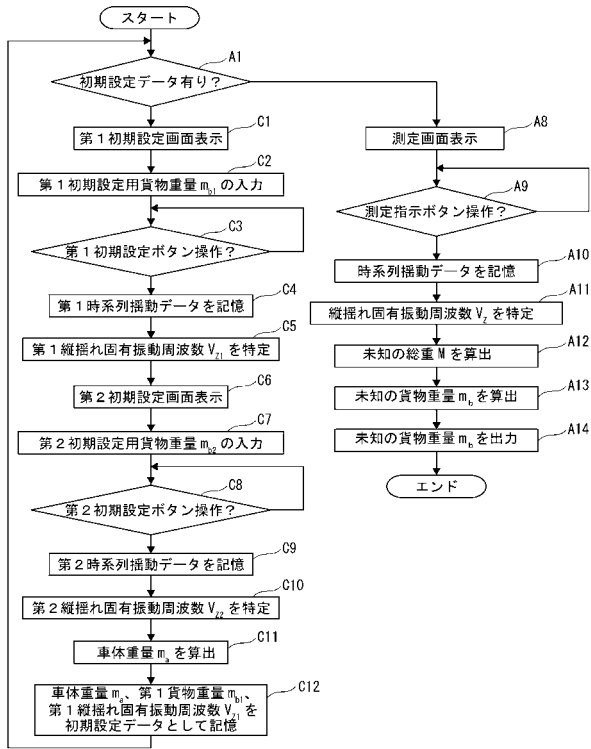 スタート
A1
初期設定データ有り？
C1
第１初期設定画面表示
C2
第１初期設定用貨物重量 mb1 の入力
C3
第１初期設定ボタン操作？
C4
第１時系列揺動データを記憶
C5
第１縦揺れ固有振動周波数 VZ1 を特定
C6
第２初期設定画面表示
C7
第２初期設定用貨物重量 mb2 の入力
C8
第２初期設定ボタン操作？
C9
第２時系列揺動データを記憶
C10
第２縦揺れ固有振動周波数 VZ2 を特定
C11
車体重量 ma を算出
C12
車体重量 ma、第１貨物重量 mb1、
第１縦揺れ固有振動周波数 VZ1 を
初期設定データとして記憶
A8
測定画面表示
A9
測定指示ボタン操作？
A10
時系列揺動データを記憶
A11
縦揺れ固有振動周波数 VZ を特定
A12
未知の総重 M を算出
A13
未知の貨物重量 mb を算出
A14
未知の貨物重量 mb を出力
エンド